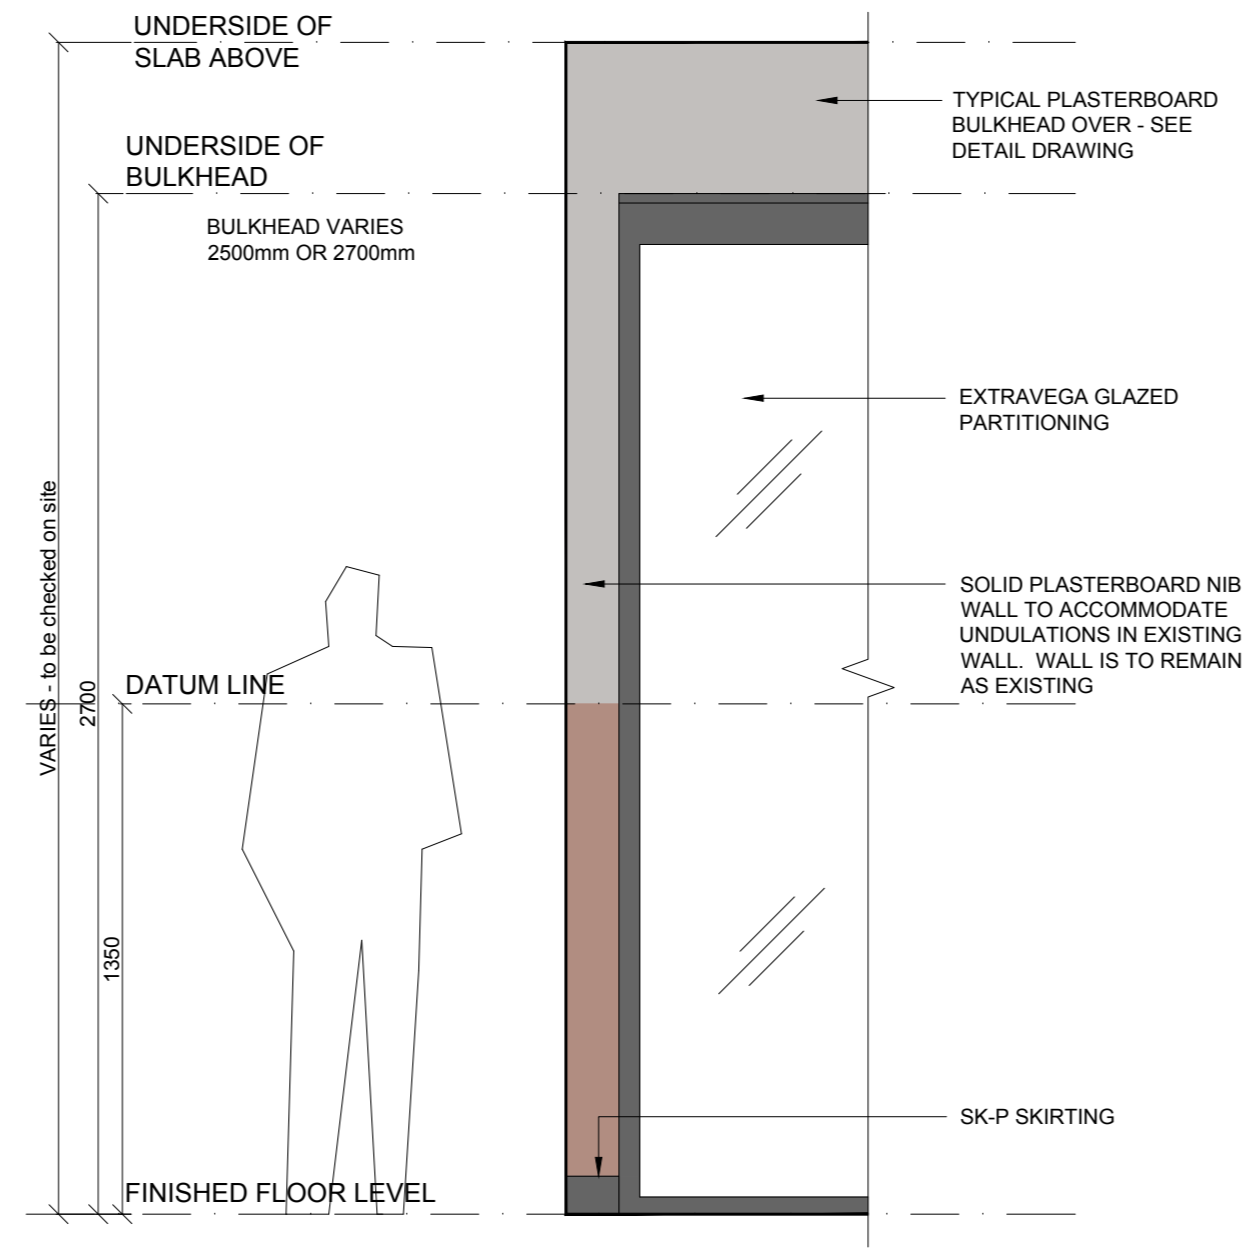 UNDERSIDE OF
SLAB ABOVE
TYPICAL PLASTERBOARD
BULKHEAD OVER - SEE
DETAIL DRAWING
UNDERSIDE OF
BULKHEAD
BULKHEAD VARIES
2500mm OR 2700mm
EXTRAVEGA GLAZED
PARTITIONING
SOLID PLASTERBOARD NIB
WALL TO ACCOMMODATE
UNDULATIONS IN EXISTING
WALL.  WALL IS TO REMAIN
AS EXISTING
VARIES - to be checked on site
2700
DATUM LINE
1350
SK-P SKIRTING
FINISHED FLOOR LEVEL